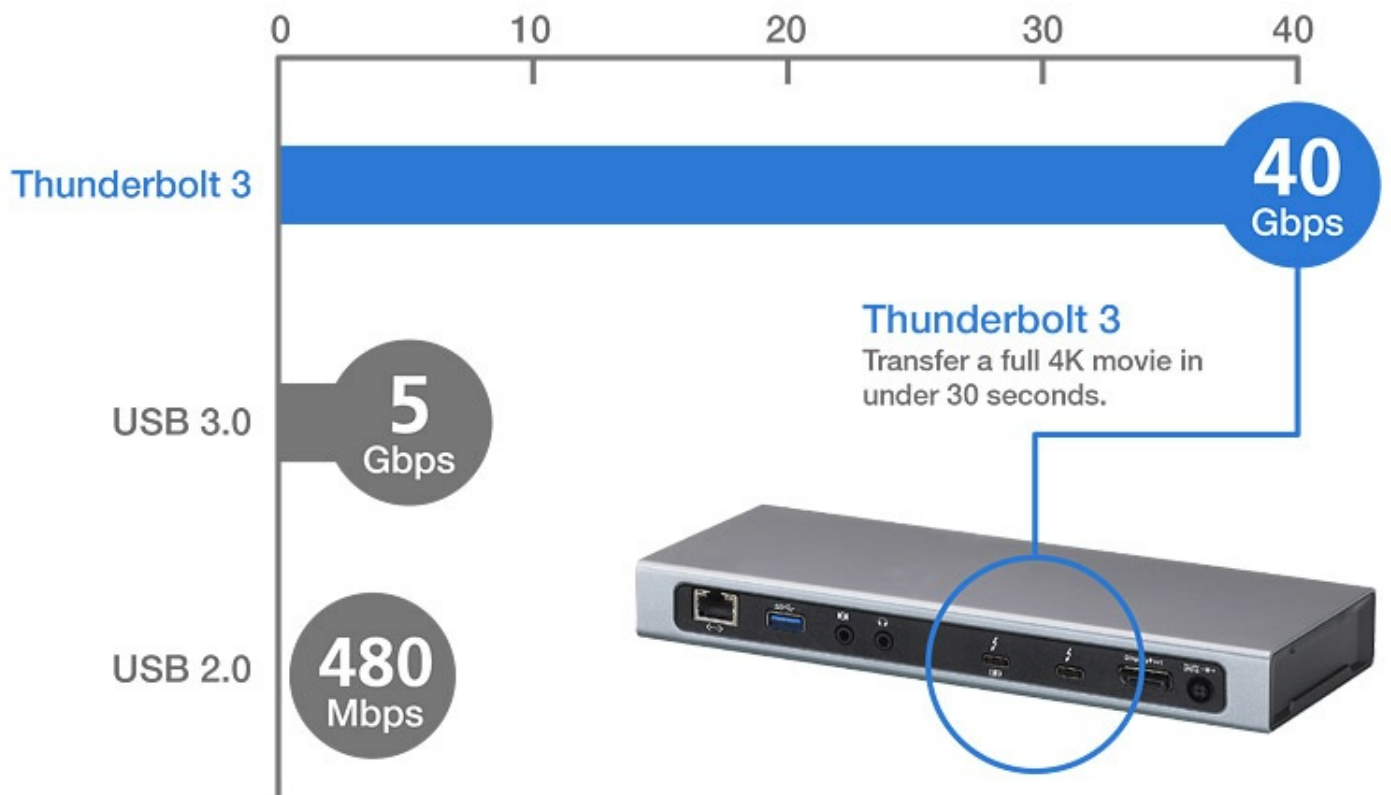 0 10 20 30 40
Thunderbolt 3
40
Gbps
Thunderbolt 3
Transfer a full 4K movie in
under 30 seconds.
USB 3.0
5
Gbps
USB 2.0
480
Mbps